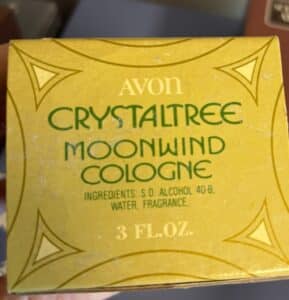 AVON
CRYSTALTREE
MOONWIND
COLOGNE
INGREDIENTS: S.D. ALCOHOL 40-B,
WATER, FRAGRANCE.
3 FL.OZ.